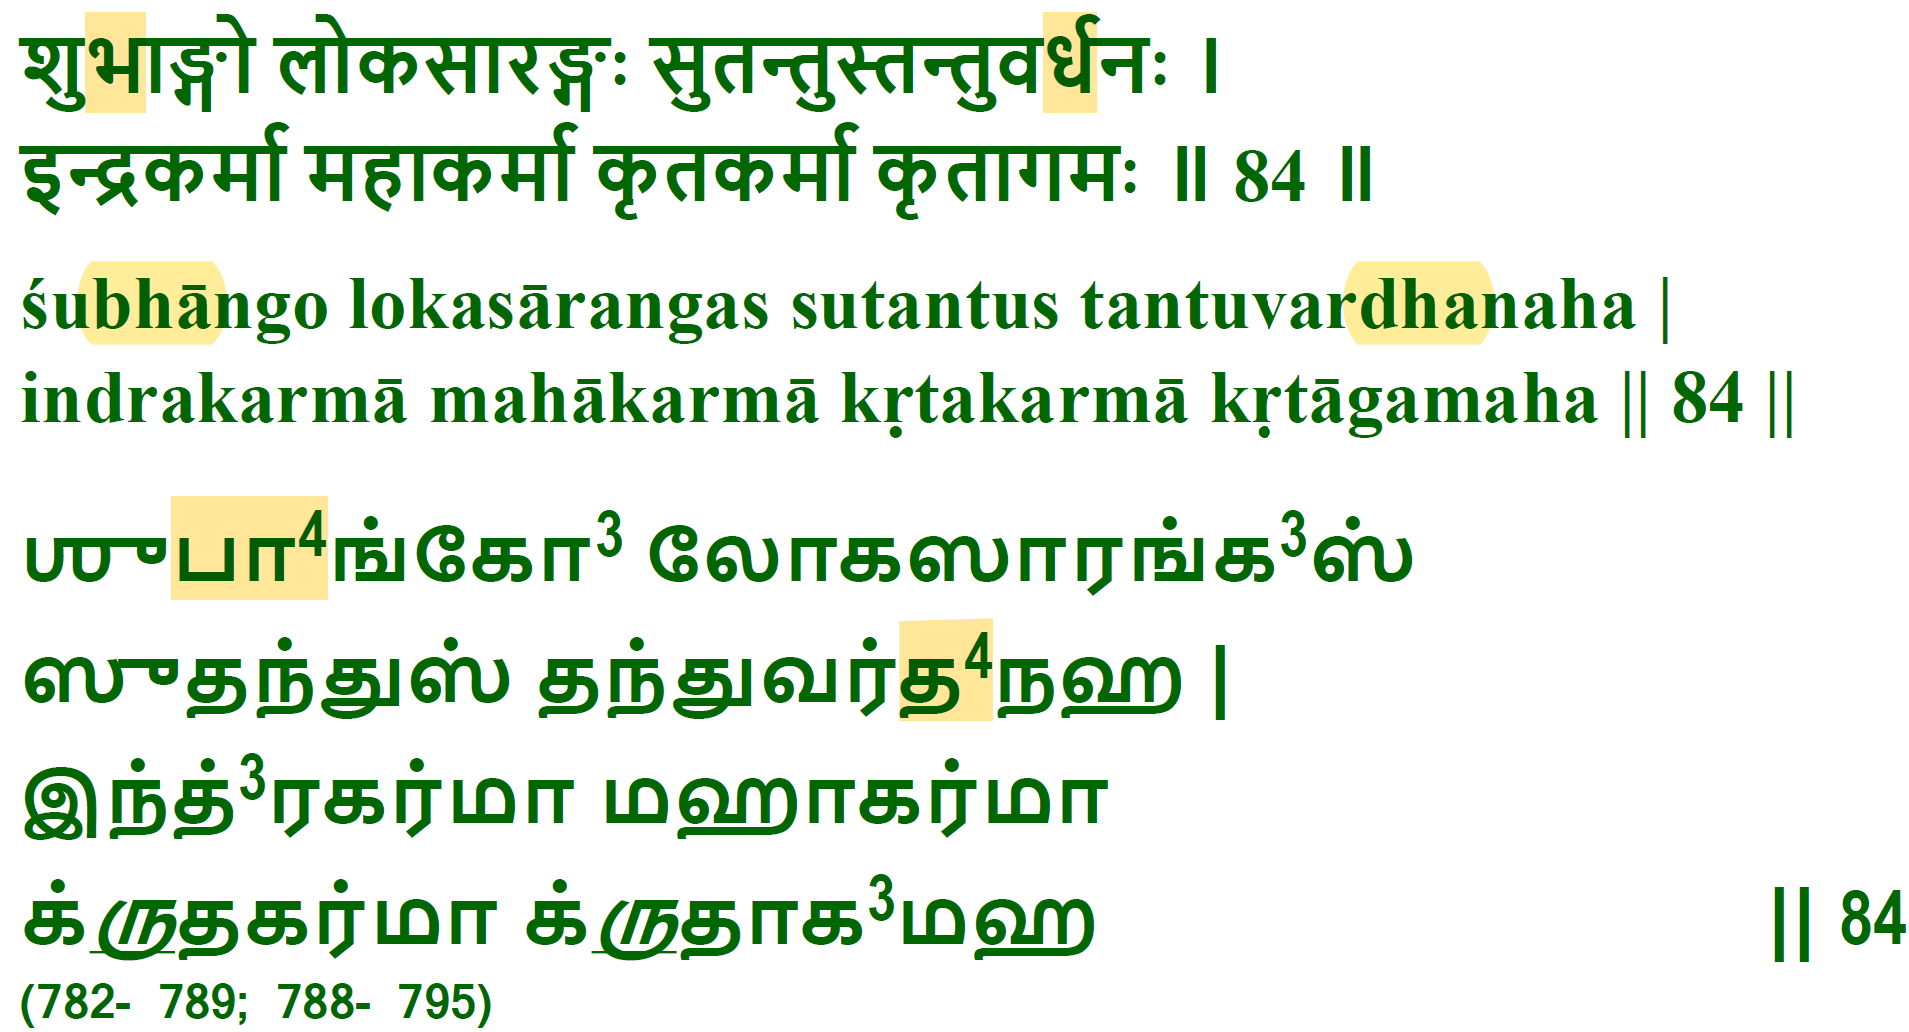 शुभाङ्गो लोकसारङ्गः सुतन्तुस्तन्तुवर्धनः ।
इन्द्रकर्मा महाकर्मा कृतकर्मा कृतागमः ॥ 84 ॥
śubhāngo lokasārangas sutantus tantuvardhanaha |
indrakarmā mahākarmā kṛtakarmā kṛtāgamaha || 84 ||
ஶுபா⁴ங்கோ³ லோகஸாரங்க³ஸ்
ஸுதந்துஸ் தந்துவர்த⁴நஹ |
இந்த்³ரகர்மா மஹாகர்மா
க்ருதகர்மா க்ருதாக³மஹ || 84
(782- 789; 788- 795)